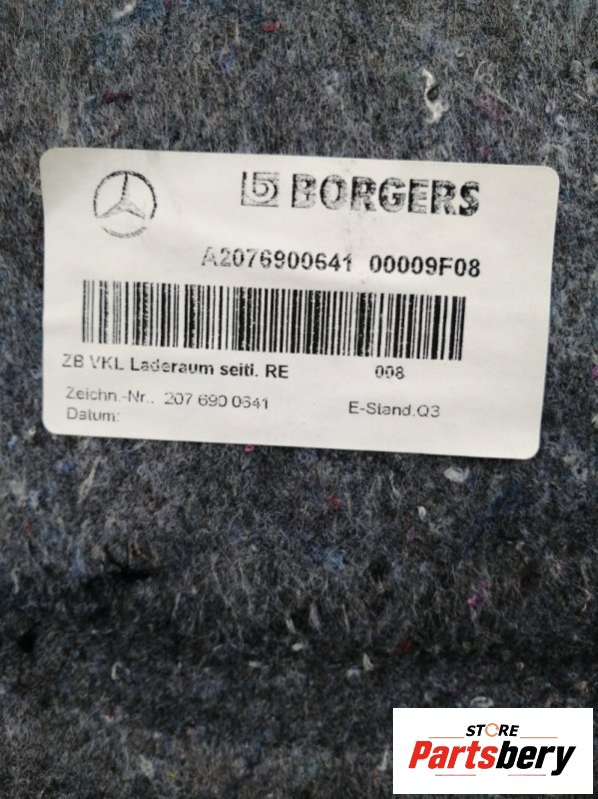 BORGERS
A2076900641 00009F08
ZB VKL Laderaum seitl. RE 008
Zeichn.-Nr.: 207 690 0641 E-Stand.Q3
Datum:
STORE
Partsbery